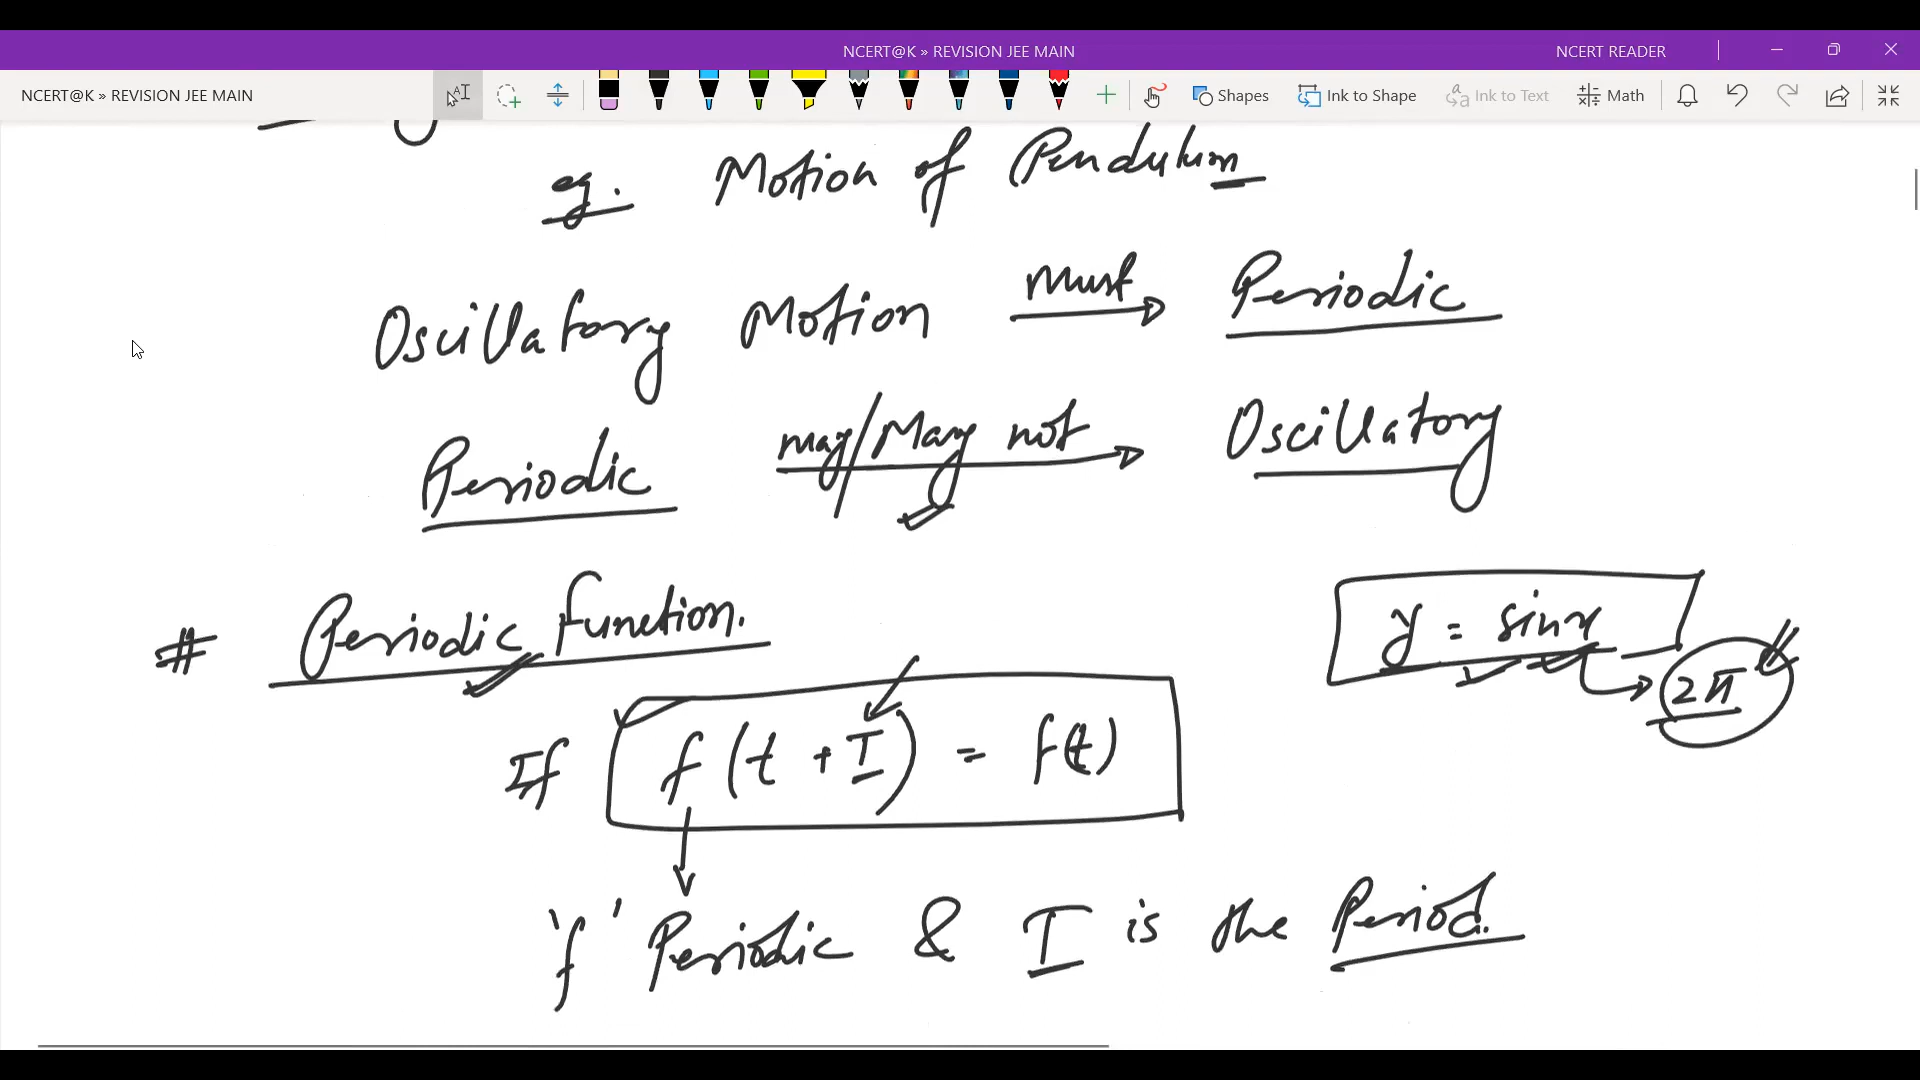 NCERT@K » REVISION JEE MAIN
NCERT READER
NCERT@K » REVISION JEE MAIN
Shapes
Ink to Shape
Ink to Text
Math
eg. Motion of Pendulum
Oscillatory Motion must Periodic
Periodic may/May not Oscillatory
# Periodic Function.
y = sinx
2π
If f(t + T) = f(t)
'f' Periodic & T is the Period.